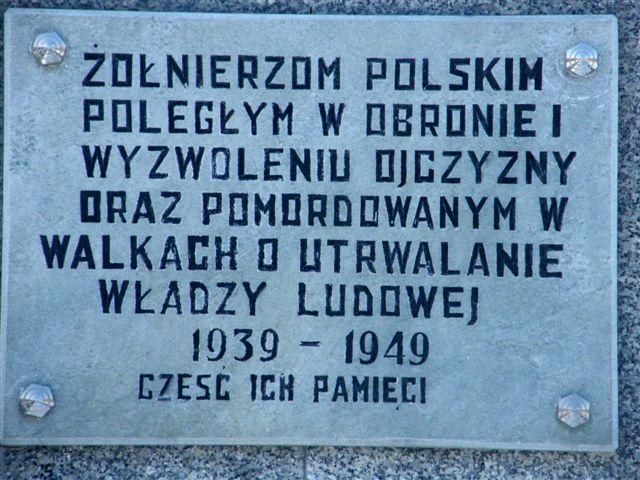 ŻOŁNIERZOM POLSKIM
POLEGŁYM W OBRONIE I
WYZWOLENIU OJCZYZNY
ORAZ POMORDOWANYM W
WALKACH O UTRWALANIE
WŁADZY LUDOWEJ
1939 – 1949
CZESC ICH PAMIECI